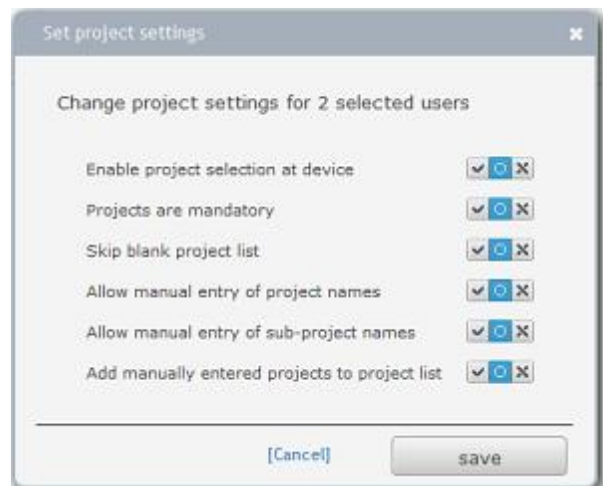 Set project settings
Change project settings for 2 selected users
Enable project selection at device
Projects are mandatory
Skip blank project list
Allow manual entry of project names
Allow manual entry of sub-project names
Add manually entered projects to project list
[Cancel]
save